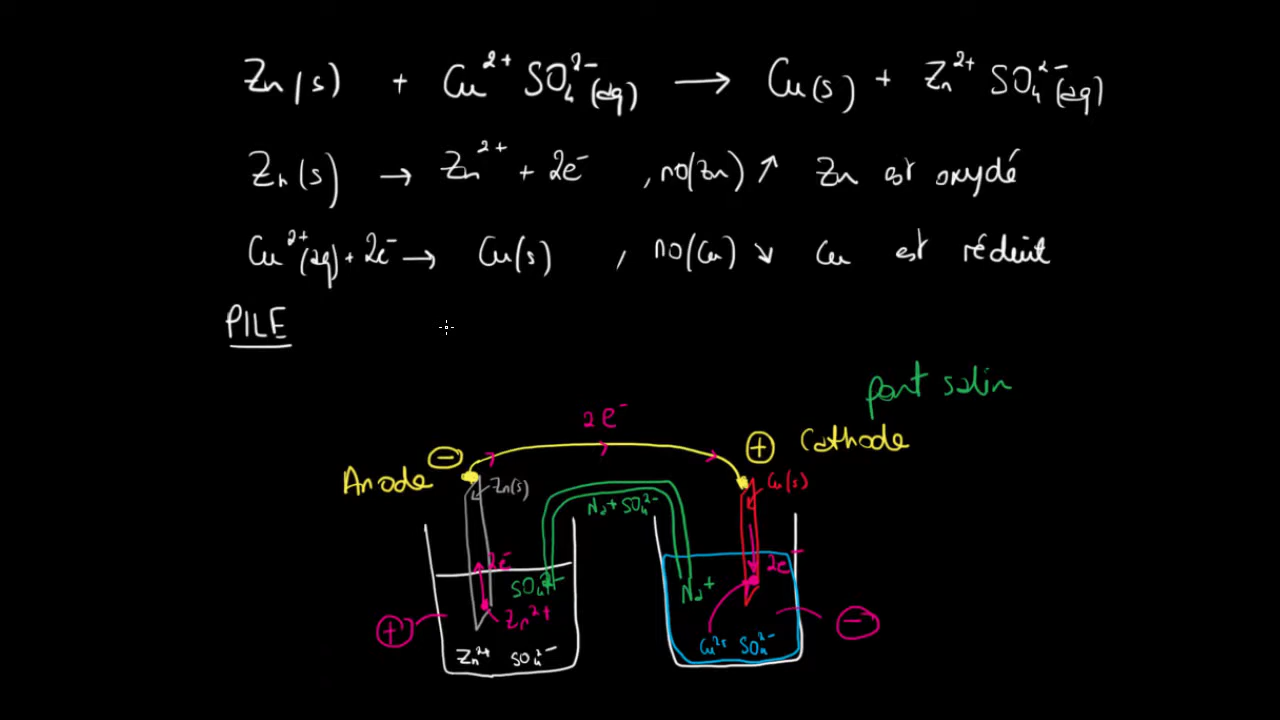 Zn(s) + Cu²⁺ SO₄²⁻(aq) → Cu(s) + Zn²⁺ SO₄²⁻(aq)
Zn(s) → Zn²⁺ + 2e⁻ , no(Zn) ↗ Zn est oxydé
Cu²⁺(aq) + 2e⁻ → Cu(s) , no(Cu) ↘ Cu est réduit
PILE
pont salin
2e⁻
Anode ⊖ ⊕ Cathode
Zn(s) Cu(s)
Na⁺ SO₄²⁻
2e⁻ 2e⁻
SO₄²⁻ Na⁺
Zn²⁺
⊕ ⊖
Zn²⁺ SO₄²⁻ Cu²⁺ SO₄²⁻